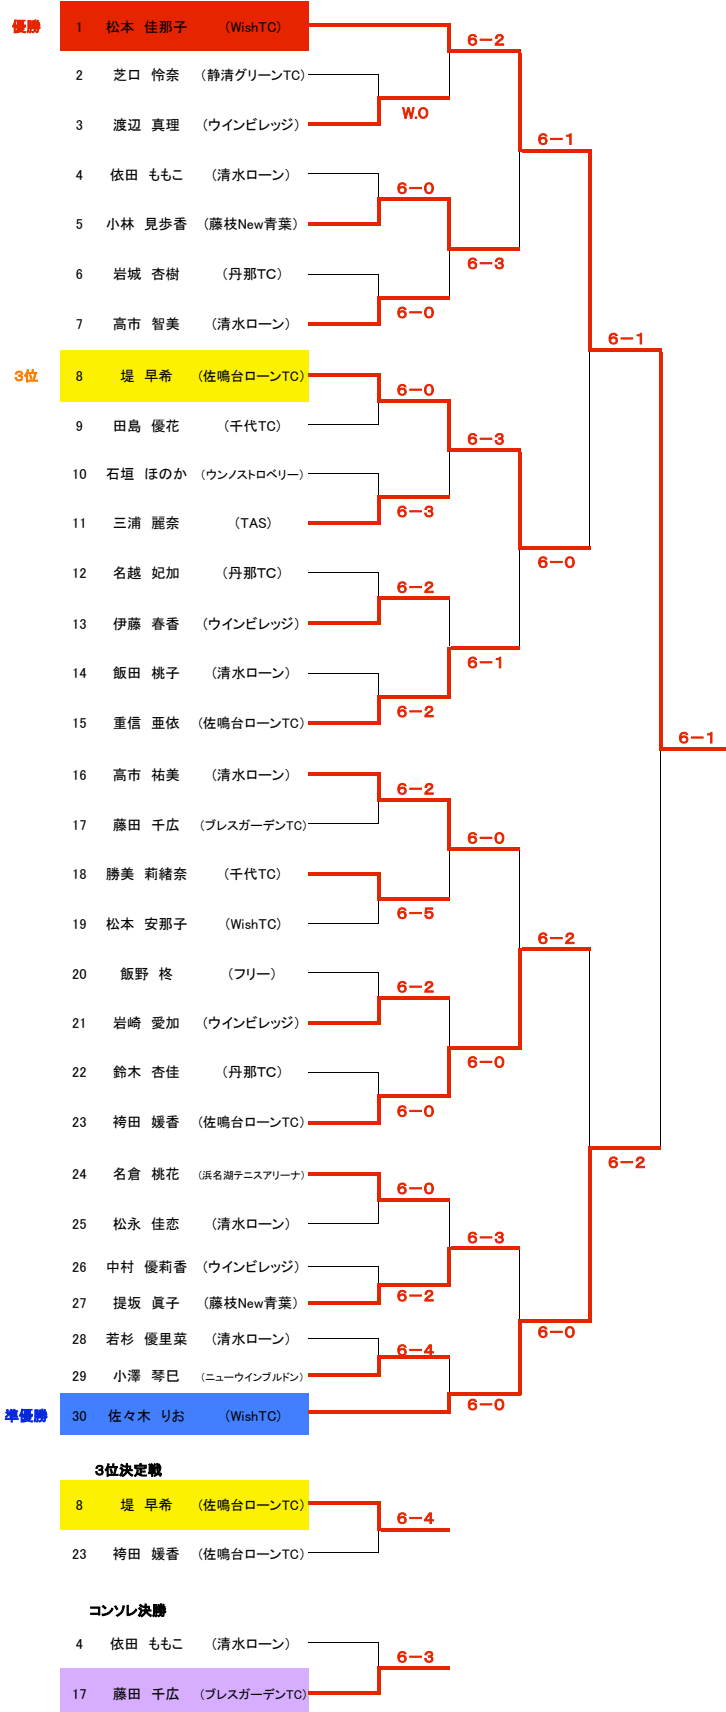 優勝 1 松本 佳那子 (WishTC)
6-2
2 芝口 怜奈 (静清グリーンTC)
W.O
3 渡辺 真理 (ウインビレッジ)
6-1
4 依田 ももこ (清水ローン)
6-0
5 小林 見歩香 (藤枝New青葉)
6-3
6 岩城 杏樹 (丹那TC)
6-0
7 高市 智美 (清水ローン)
6-1
3位 8 堤 早希 (佐鳴台ローンTC)
6-0
9 田島 優花 (千代TC)
6-3
10 石垣 ほのか (ウンノストロベリー)
6-3
11 三浦 麗奈 (TAS)
6-0
12 名越 妃加 (丹那TC)
6-2
13 伊藤 春香 (ウインビレッジ)
6-1
14 飯田 桃子 (清水ローン)
6-2
15 重信 亜依 (佐鳴台ローンTC)
6-1
16 高市 祐美 (清水ローン)
6-2
17 藤田 千広 (ブレスガーデンTC)
6-0
18 勝美 莉緒奈 (千代TC)
6-5
19 松本 安那子 (WishTC)
6-2
20 飯野 柊 (フリー)
6-2
21 岩崎 愛加 (ウインビレッジ)
6-0
22 鈴木 杏佳 (丹那TC)
6-0
23 袴田 媛香 (佐鳴台ローンTC)
6-2
24 名倉 桃花 (浜名湖テニスアリーナ)
6-0
25 松永 佳恋 (清水ローン)
6-3
26 中村 優莉香 (ウインビレッジ)
6-2
27 提坂 眞子 (藤枝New青葉)
6-0
28 若杉 優里菜 (清水ローン)
6-4
29 小澤 琴巳 (ニューウインブルドン)
6-0
準優勝 30 佐々木 りお (WishTC)
3位決定戦
8 堤 早希 (佐鳴台ローンTC)
6-4
23 袴田 媛香 (佐鳴台ローンTC)
コンソレ決勝
4 依田 ももこ (清水ローン)
6-3
17 藤田 千広 (ブレスガーデンTC)